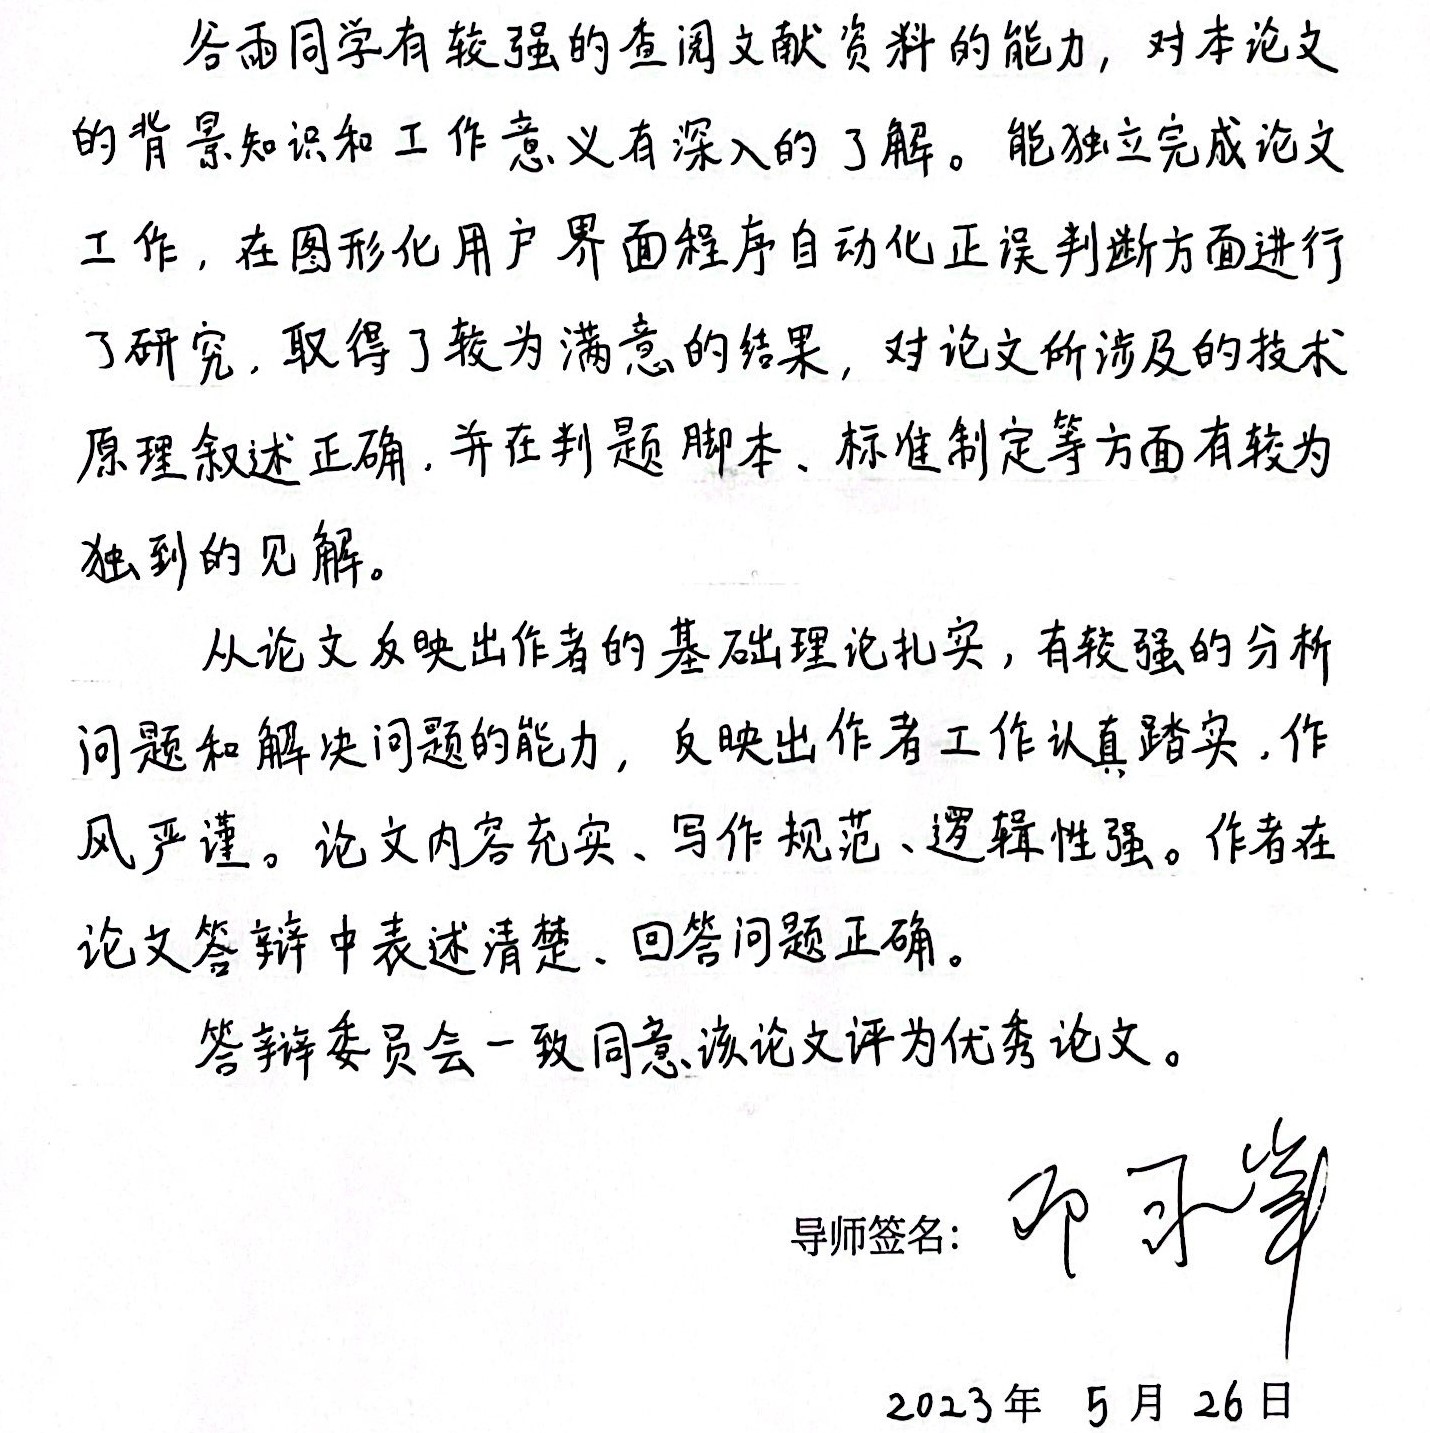 谷雨同学有较强的查阅文献资料的能力，对本论文
的背景知识和工作意义有深入的了解。能独立完成论文
工作，在图形化用户界面程序自动化正误判断方面进行
了研究，取得了较为满意的结果，对论文所涉及的技术
原理叙述正确，并在判题脚本、标准制定等方面有较为
独到的见解。
从论文反映出作者的基础理论扎实，有较强的分析
问题和解决问题的能力，反映出作者工作认真踏实，作
风严谨。论文内容充实、写作规范、逻辑性强。作者在
论文答辩中表述清楚、回答问题正确。
答辩委员会一致同意该论文评为优秀论文。
导师签名：
2023年 5月 26日